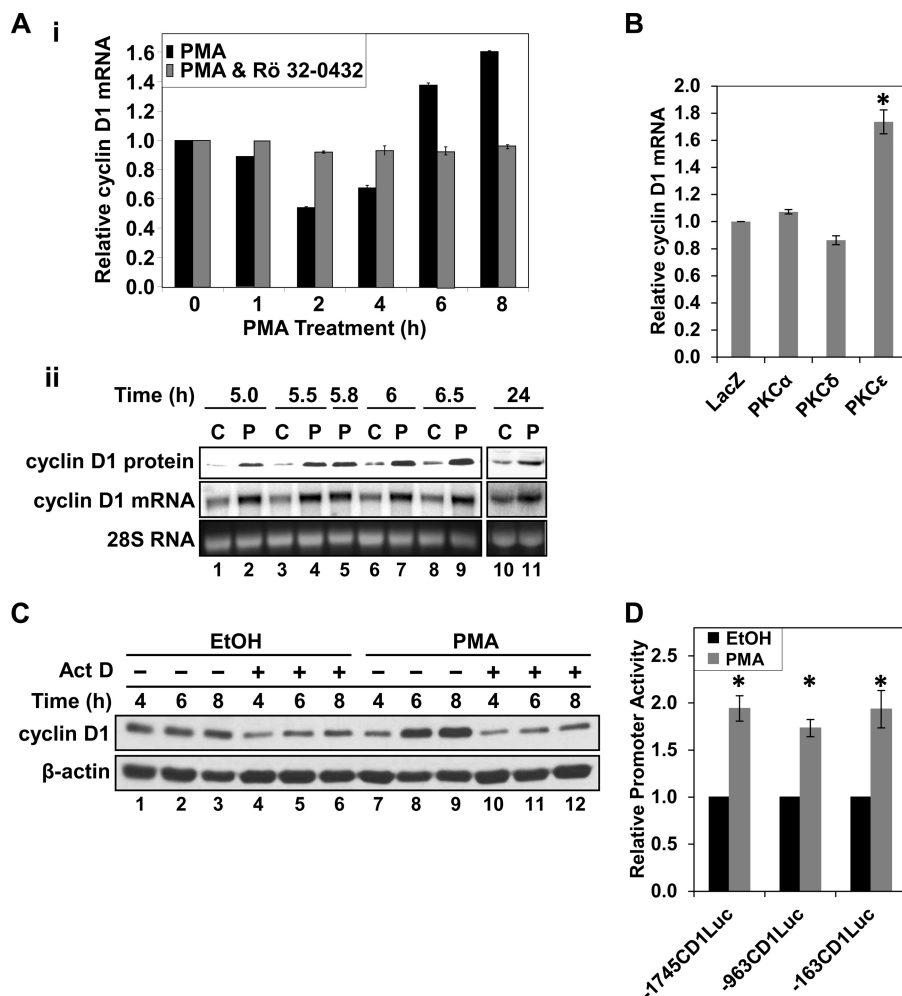 A
i
Relative cyclin D1 mRNA
1.6
1.4
1.2
1.0
0.8
0.6
0.4
0.2
0.0
PMA
PMA & Rö 32-0432
0 1 2 4 6 8
PMA Treatment (h)
ii
Time (h) 5.0 5.5 5.8 6 6.5 24
C P C P P C P C P C P
cyclin D1 protein
cyclin D1 mRNA
28S RNA
1 2 3 4 5 6 7 8 9 10 11
B
Relative cyclin D1 mRNA
2.0
1.8
1.6
1.4
1.2
1.0
0.8
0.6
0.4
0.2
0.0
*
LacZ PKCα PKCδ PKCε
C
EtOH PMA
Act D – – – + + + – – – + + +
Time (h) 4 6 8 4 6 8 4 6 8 4 6 8
cyclin D1
β-actin
1 2 3 4 5 6 7 8 9 10 11 12
D
Relative Promoter Activity
EtOH
PMA
2.5
2.0
1.5
1.0
0.5
0.0
* * *
-1745CD1Luc -963CD1Luc -163CD1Luc